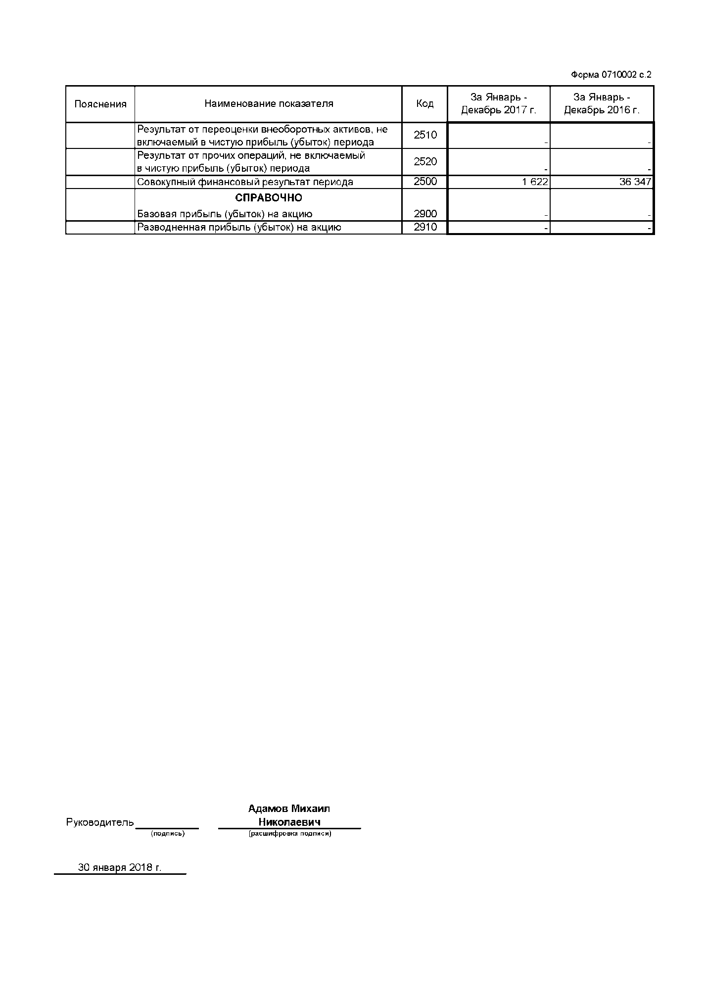 Форма 0710002 с.2
Пояснения
Наименование показателя
Код
За Январь -
Декабрь 2017 г.
За Январь -
Декабрь 2016 г.
Результат от переоценки внеоборотных активов, не
включаемый в чистую прибыль (убыток) периода
2510
-
-
Результат от прочих операций, не включаемый
в чистую прибыль (убыток) периода
2520
-
-
Совокупный финансовый результат периода
2500
1 622
36 347
СПРАВОЧНО
Базовая прибыль (убыток) на акцию
2900
-
-
Разводненная прибыль (убыток) на акцию
2910
-
-
Руководитель
(подпись)
Адамов Михаил
Николаевич
(расшифровка подписи)
30 января 2018 г.